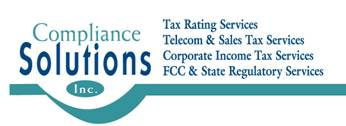 Compliance
Solutions
Inc.
Tax Rating Services
Telecom & Sales Tax Services
Corporate Income Tax Services
FCC & State Regulatory Services